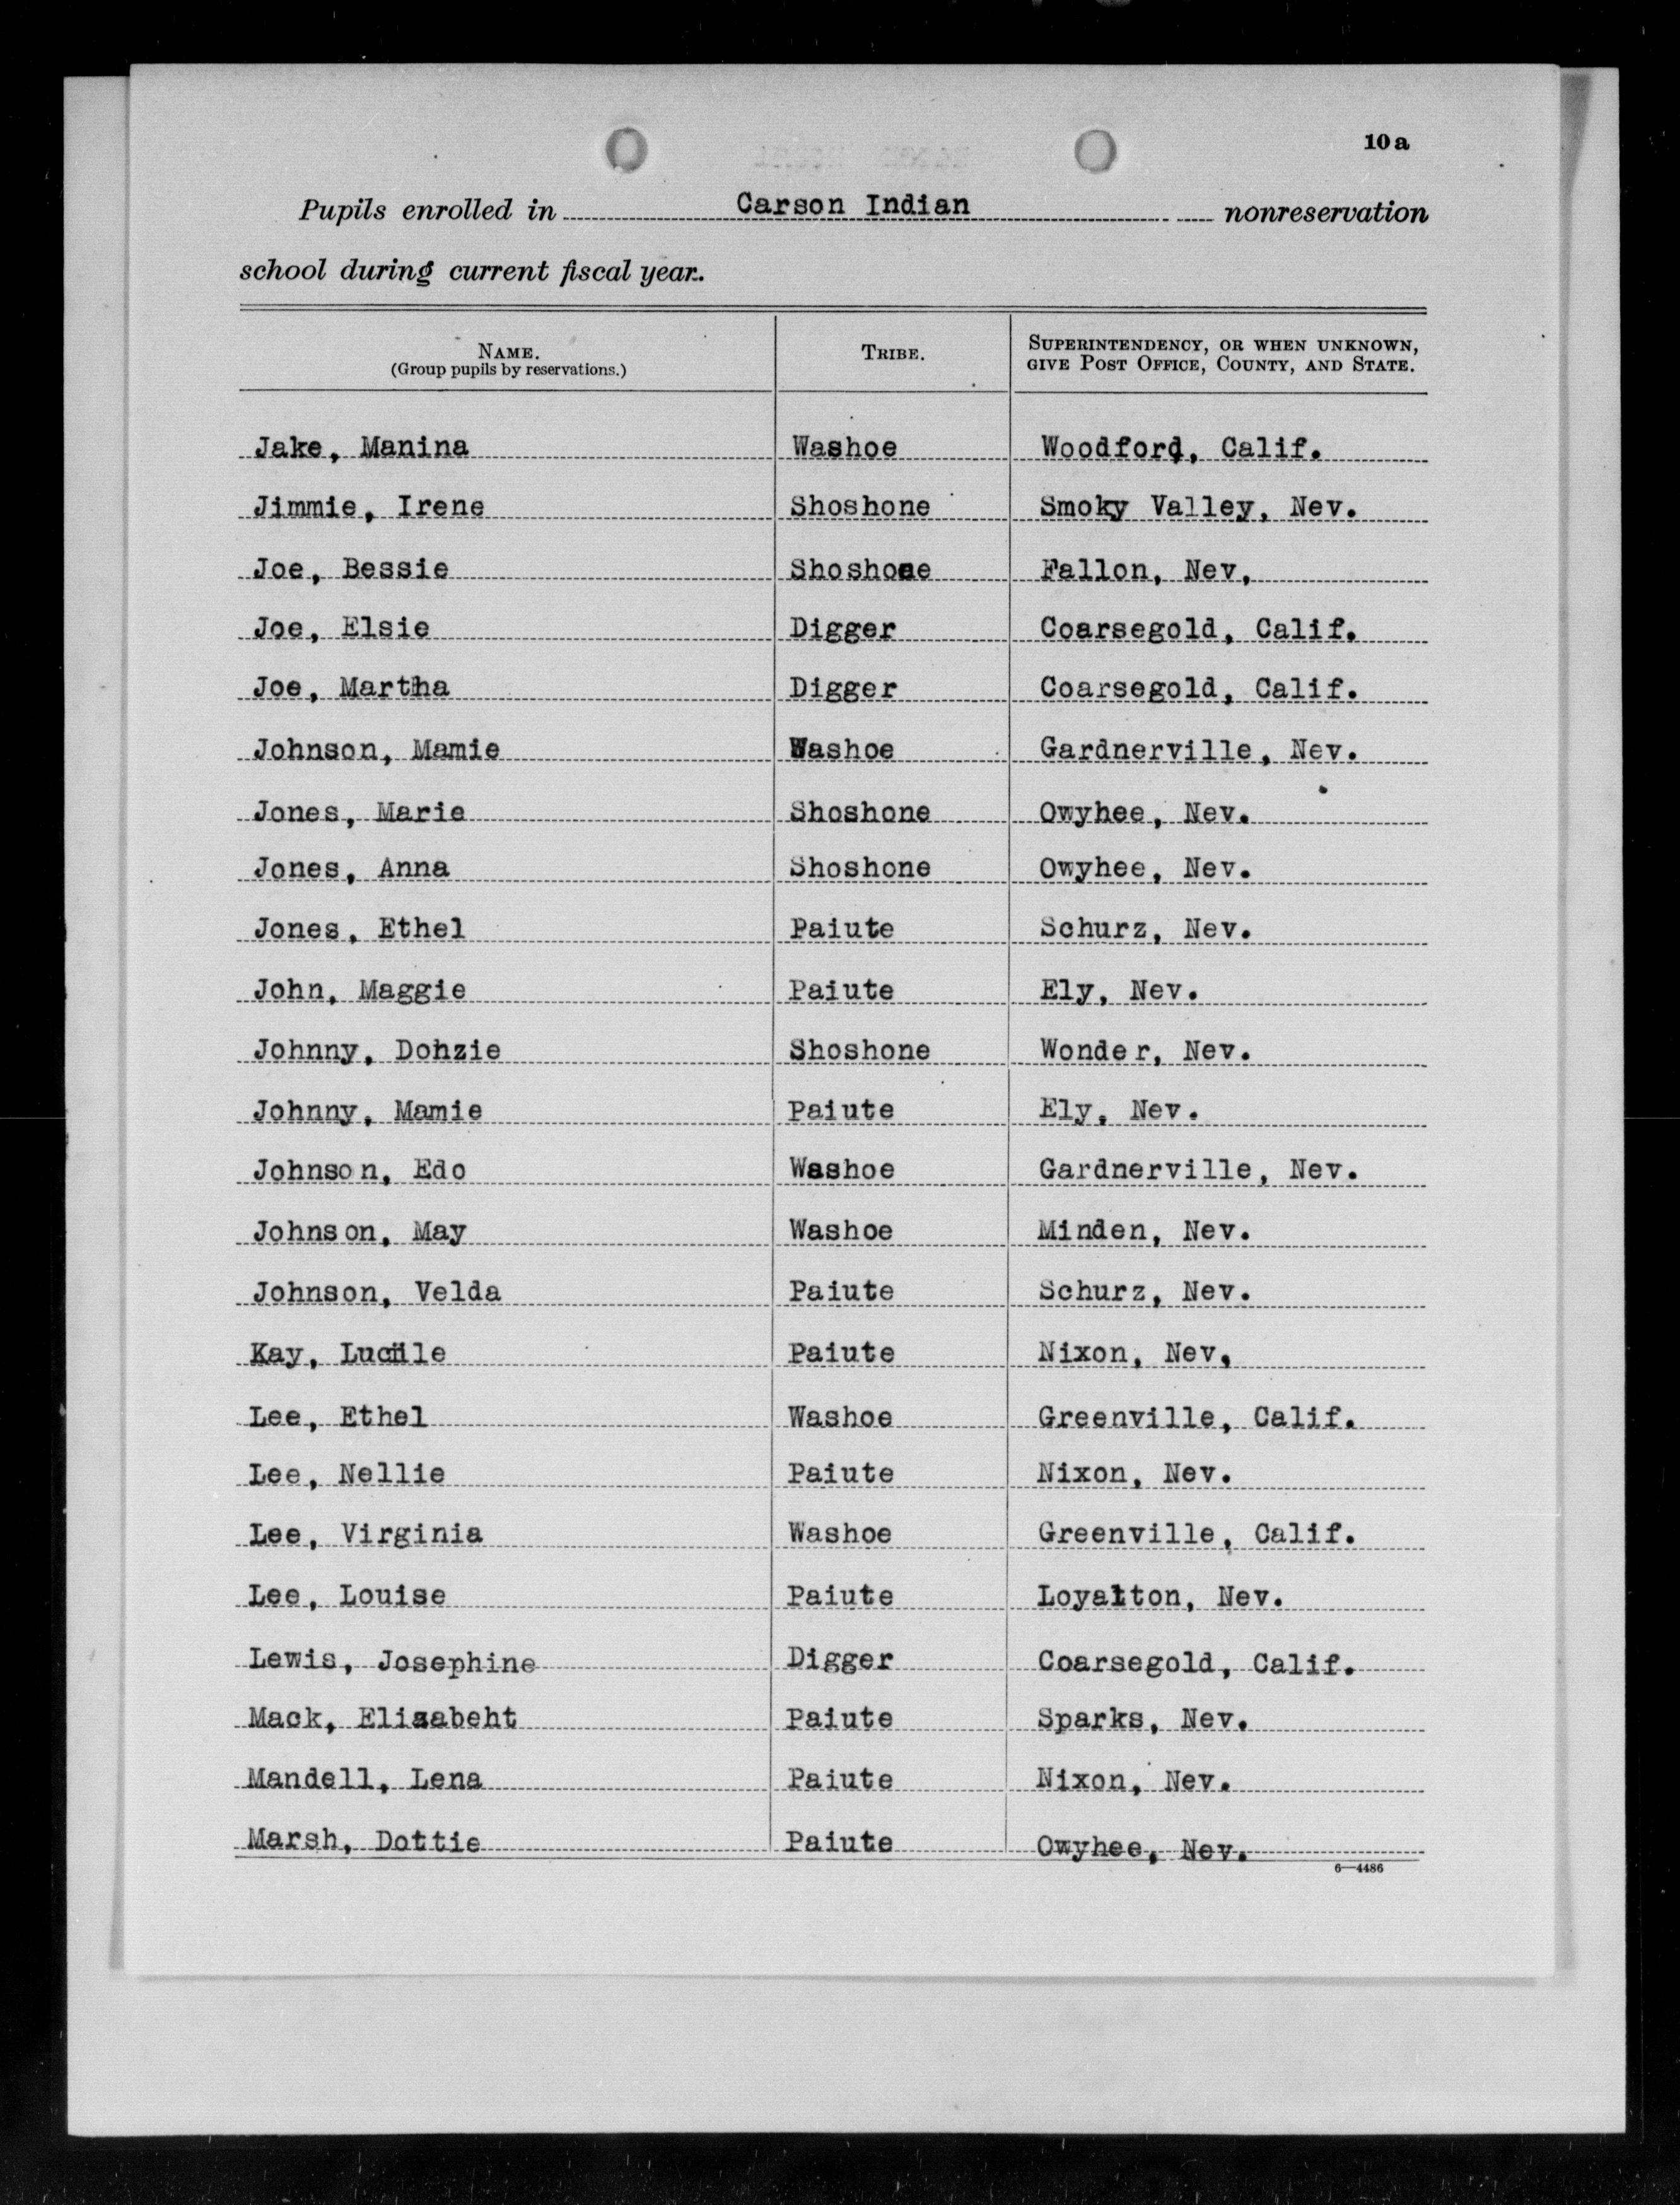 10a
Pupils enrolled in Carson Indian nonreservation
school during current fiscal year.
NAME. TRIBE. SUPERINTENDENCY, OR WHEN UNKNOWN,
(Group pupils by reservations.) GIVE POST OFFICE, COUNTY, AND STATE.
Jake, Manina Washoe Woodford, Calif.
Jimmie, Irene Shoshone Smoky Valley, Nev.
Joe, Bessie Shoshone Fallon, Nev,
Joe, Elsie Digger Coarsegold, Calif.
Joe, Martha Digger Coarsegold, Calif.
Johnson, Mamie Washoe Gardnerville, Nev.
Jones, Marie Shoshone Owyhee, Nev.
Jones, Anna Shoshone Owyhee, Nev.
Jones, Ethel Paiute Schurz, Nev.
John, Maggie Paiute Ely, Nev.
Johnny, Dohzie Shoshone Wonder, Nev.
Johnny, Mamie Paiute Ely, Nev.
Johnson, Edo Washoe Gardnerville, Nev.
Johnson, May Washoe Minden, Nev.
Johnson, Velda Paiute Schurz, Nev.
Kay, Lucille Paiute Nixon, Nev,
Lee, Ethel Washoe Greenville, Calif.
Lee, Nellie Paiute Nixon, Nev.
Lee, Virginia Washoe Greenville, Calif.
Lee, Louise Paiute Loyalton, Nev.
Lewis, Josephine Digger Coarsegold, Calif.
Mack, Elizabeht Paiute Sparks, Nev.
Mandell, Lena Paiute Nixon, Nev.
Marsh, Dottie Paiute Owyhee, Nev.
6—4486